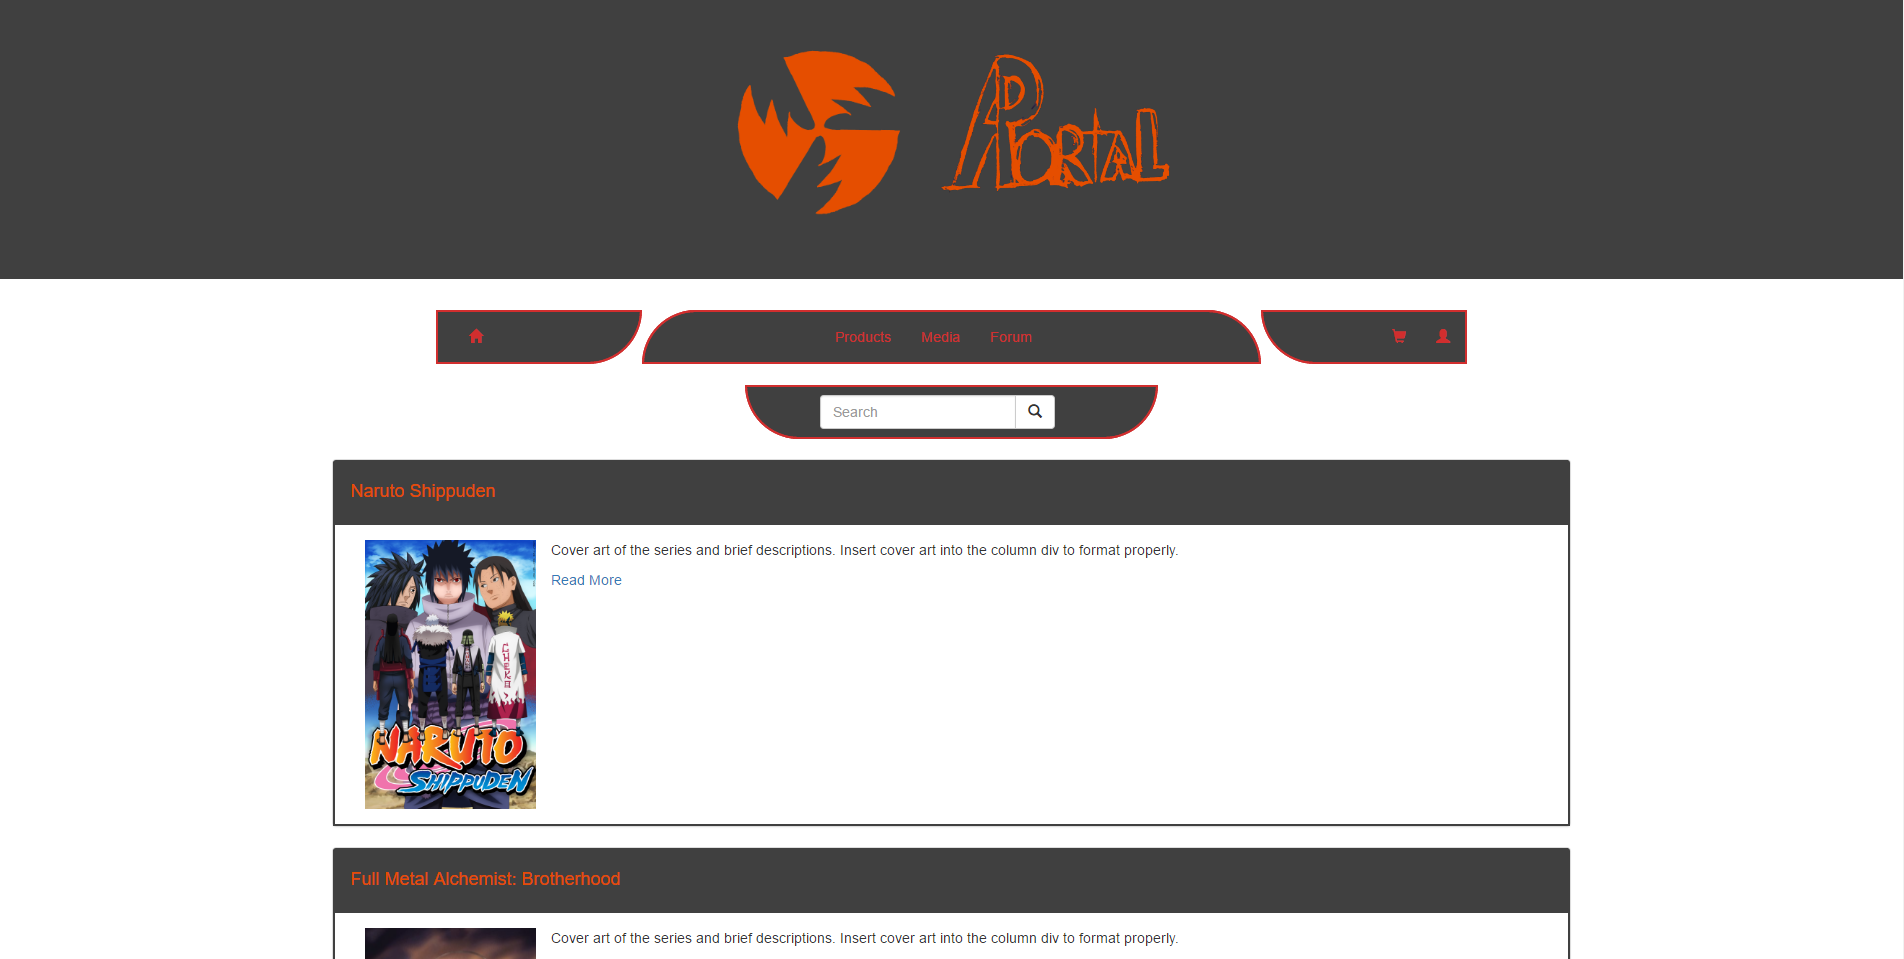 AD PORTAL
Products Media Forum
Search
Naruto Shippuden
Cover art of the series and brief descriptions. Insert cover art into the column div to format properly.
Read More
NARUTO
SHIPPUDEN
Full Metal Alchemist: Brotherhood
Cover art of the series and brief descriptions. Insert cover art into the column div to format properly.